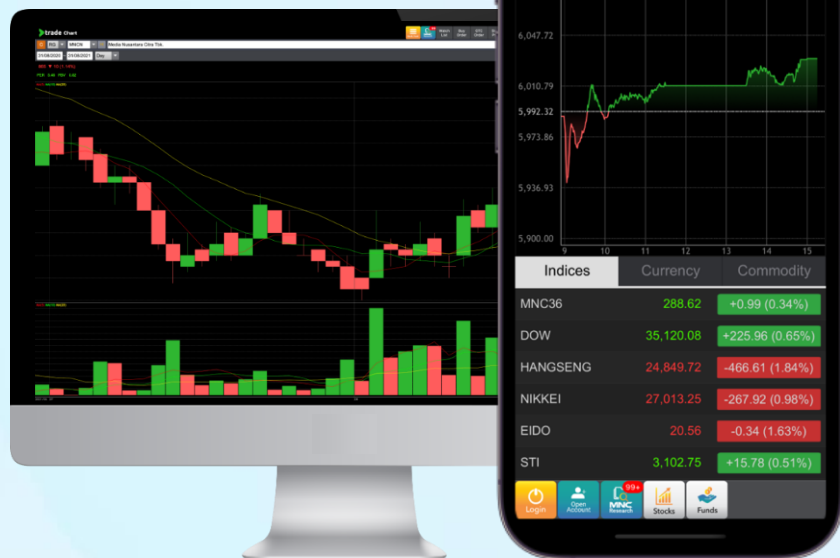 trade Chart
MNCN
Media Nusantara Citra Tbk.
Day
6,047.72
6,010.79
5,992.32
5,973.86
5,936.93
5,900.00
9 10 11 12 13 14 15
Indices Currency Commodity
MNC36 288.62 +0.99 (0.34%)
DOW 35,120.08 +225.96 (0.65%)
HANGSENG 24,849.72 -466.61 (1.84%)
NIKKEI 27,013.25 -267.92 (0.98%)
EIDO 20.56 -0.34 (1.63%)
STI 3,102.75 +15.78 (0.51%)
99+
Login Open Account MNC Research Stocks Funds